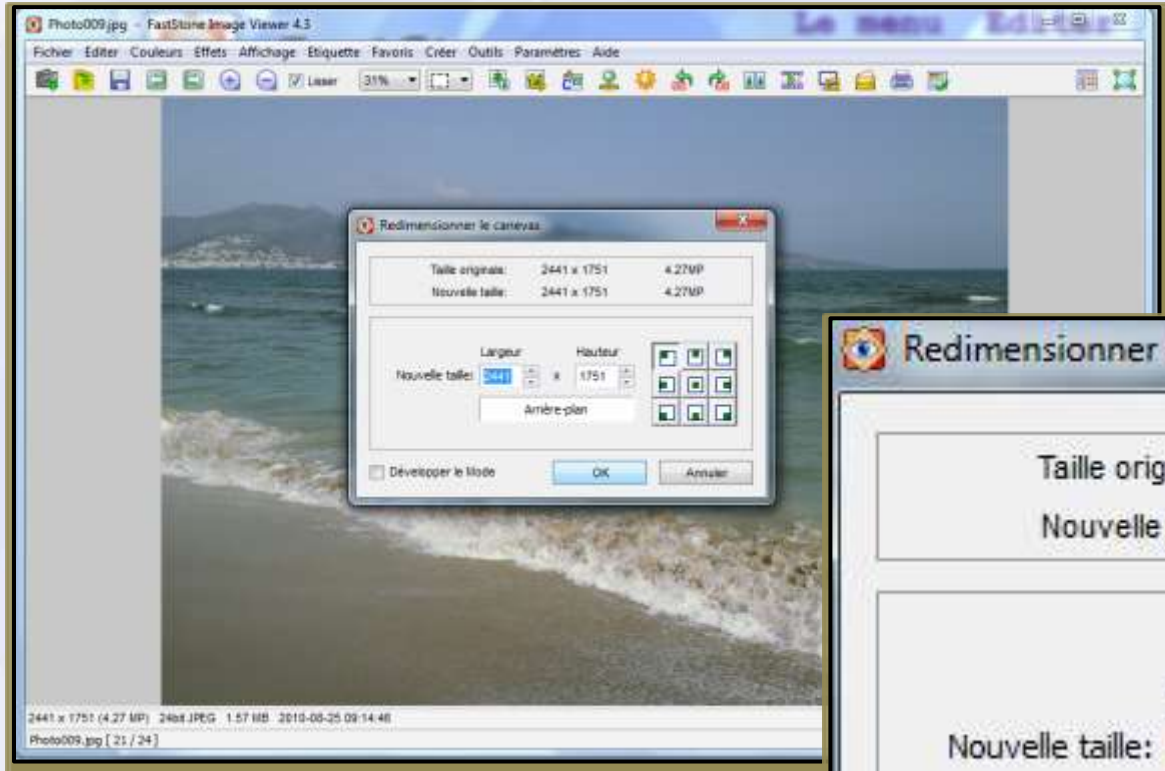 Le menu Editer
Photo009.jpg - FastStone Image Viewer 4.3
Fichier Editer Couleurs Effets Affichage Etiquette Favoris Créer Outils Paramètres Aide
Lisser 31%
Redimensionner le canevas
Taille originale: 2441 x 1751 4.27MP
Nouvelle taille: 2441 x 1751 4.27MP
Largeur Hauteur
Nouvelle taille: 2441 x 1751
Arrière-plan
Développer le Mode OK Annuler
2441 x 1751 (4.27 MP) 24bit JPEG 1.57 MB 2010-08-25 09:14:46
Photo009.jpg [ 21 / 24 ]
Redimensionner
Taille orig
Nouvelle
Nouvelle taille: